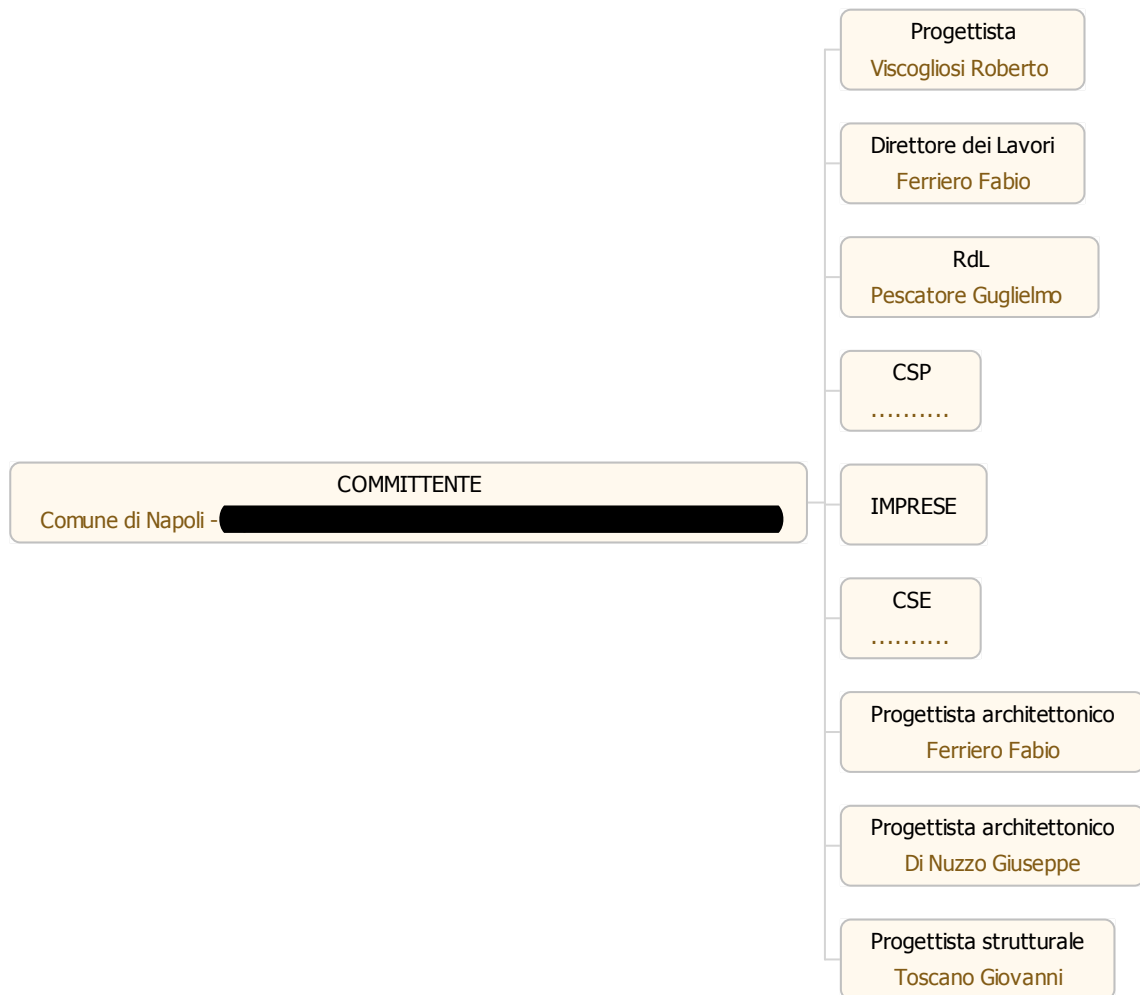 Progettista
Viscogliosi Roberto
Direttore dei Lavori
Ferriero Fabio
RdL
Pescatore Guglielmo
CSP
..........
COMMITTENTE
Comune di Napoli -
IMPRESE
CSE
..........
Progettista architettonico
Ferriero Fabio
Progettista architettonico
Di Nuzzo Giuseppe
Progettista strutturale
Toscano Giovanni